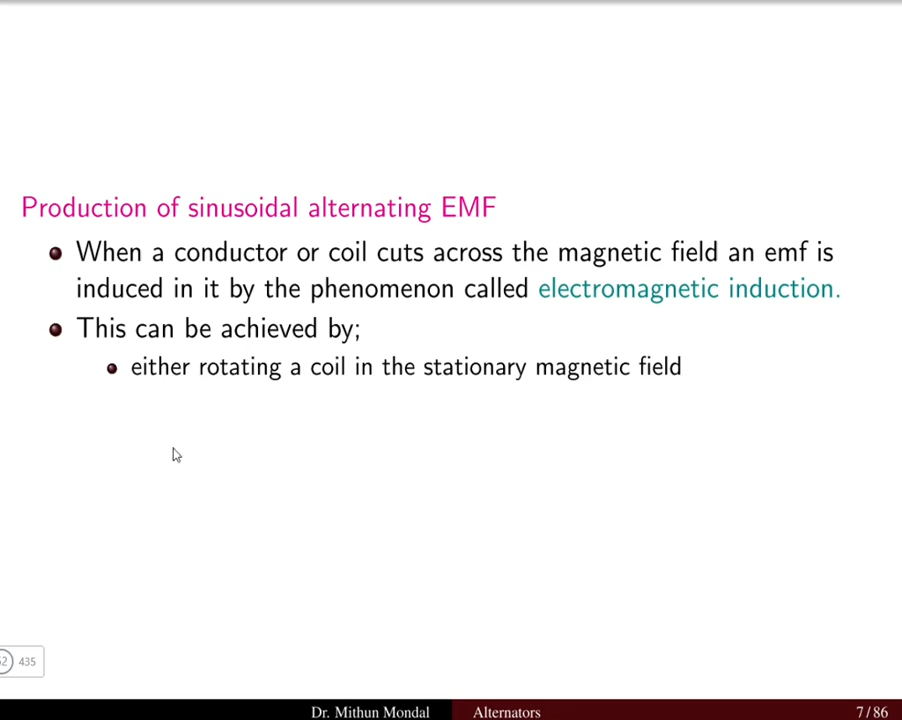 Production of sinusoidal alternating EMF
When a conductor or coil cuts across the magnetic field an emf is
induced in it by the phenomenon called electromagnetic induction.
This can be achieved by;
either rotating a coil in the stationary magnetic field
435
Dr. Mithun Mondal Alternators 7/86